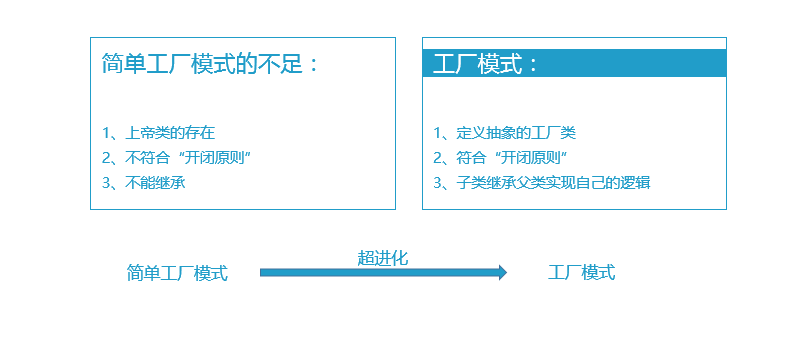 简单工厂模式的不足：
1、上帝类的存在
2、不符合“开闭原则”
3、不能继承
工厂模式：
1、定义抽象的工厂类
2、符合“开闭原则”
3、子类继承父类实现自己的逻辑
简单工厂模式
超进化
工厂模式